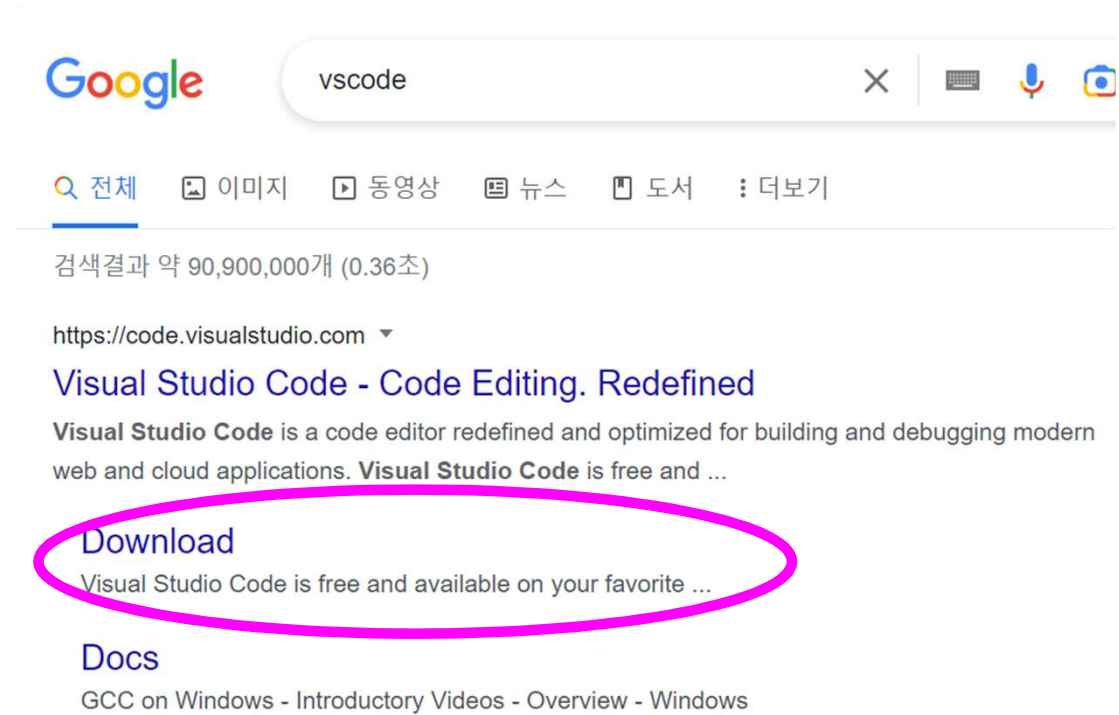 Google
vscode
전체 이미지 동영상 뉴스 도서 더보기
검색결과 약 90,900,000개 (0.36초)
https://code.visualstudio.com
Visual Studio Code - Code Editing. Redefined
Visual Studio Code is a code editor redefined and optimized for building and debugging modern
web and cloud applications. Visual Studio Code is free and ...
Download
Visual Studio Code is free and available on your favorite ...
Docs
GCC on Windows - Introductory Videos - Overview - Windows